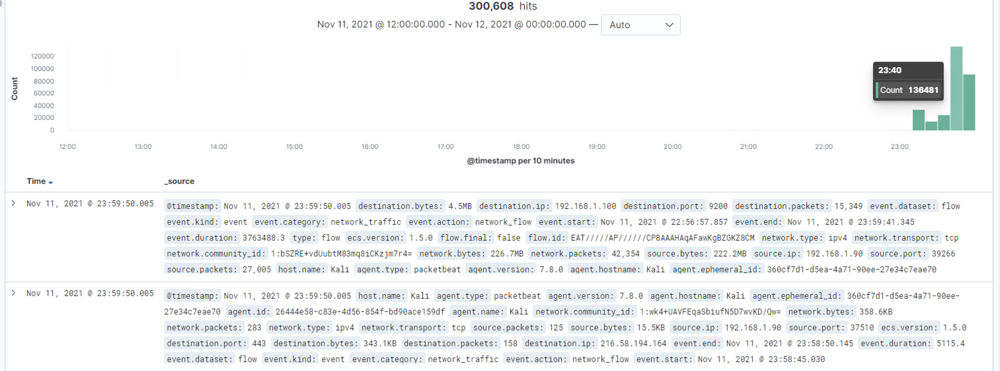 300,608 hits
Nov 11, 2021 @ 12:00:00.000 - Nov 12, 2021 @ 00:00:00.000 — Auto
Count
120000
100000
80000
60000
40000
20000
0
23:40
Count 136481
12:00 13:00 14:00 15:00 16:00 17:00 18:00 19:00 20:00 21:00 22:00 23:00
@timestamp per 10 minutes
Time _source
Nov 11, 2021 @ 23:59:50.005 @timestamp: Nov 11, 2021 @ 23:59:50.005 destination.bytes: 4.5MB destination.ip: 192.168.1.100 destination.port: 9200 destination.packets: 15,349 event.dataset: flow
event.kind: event event.category: network_traffic event.action: network_flow event.start: Nov 11, 2021 @ 22:56:57.857 event.end: Nov 11, 2021 @ 23:59:41.345
event.duration: 3763488.3 type: flow ecs.version: 1.5.0 flow.final: false flow.id: EAT/////AP//////CP8AAAHAqAFawKgBZGKZ8CM network.type: ipv4 network.transport: tcp
network.community_id: 1:bSZRE+vdUubtM83mq8iCKzjm7r4= network.bytes: 226.7MB network.packets: 42,354 source.bytes: 222.2MB source.ip: 192.168.1.90 source.port: 39266
source.packets: 27,005 host.name: Kali agent.type: packetbeat agent.version: 7.8.0 agent.hostname: Kali agent.ephemeral_id: 360cf7d1-d5ea-4a71-90ee-27e34c7eae70
Nov 11, 2021 @ 23:59:50.005 @timestamp: Nov 11, 2021 @ 23:59:50.005 host.name: Kali agent.type: packetbeat agent.version: 7.8.0 agent.hostname: Kali agent.ephemeral_id: 360cf7d1-d5ea-4a71-90ee-
27e34c7eae70 agent.id: 26444e58-c83e-4d56-854f-bd90ace159df agent.name: Kali network.community_id: 1:wk4+UAVFEqaSbiufN5D7wvKD/Qw= network.bytes: 358.6KB
network.packets: 283 network.type: ipv4 network.transport: tcp source.packets: 125 source.bytes: 15.5KB source.ip: 192.168.1.90 source.port: 37510 ecs.version: 1.5.0
destination.port: 443 destination.bytes: 343.1KB destination.packets: 158 destination.ip: 216.58.194.164 event.end: Nov 11, 2021 @ 23:58:50.145 event.duration: 5115.4
event.dataset: flow event.kind: event event.category: network_traffic event.action: network_flow event.start: Nov 11, 2021 @ 23:58:45.030